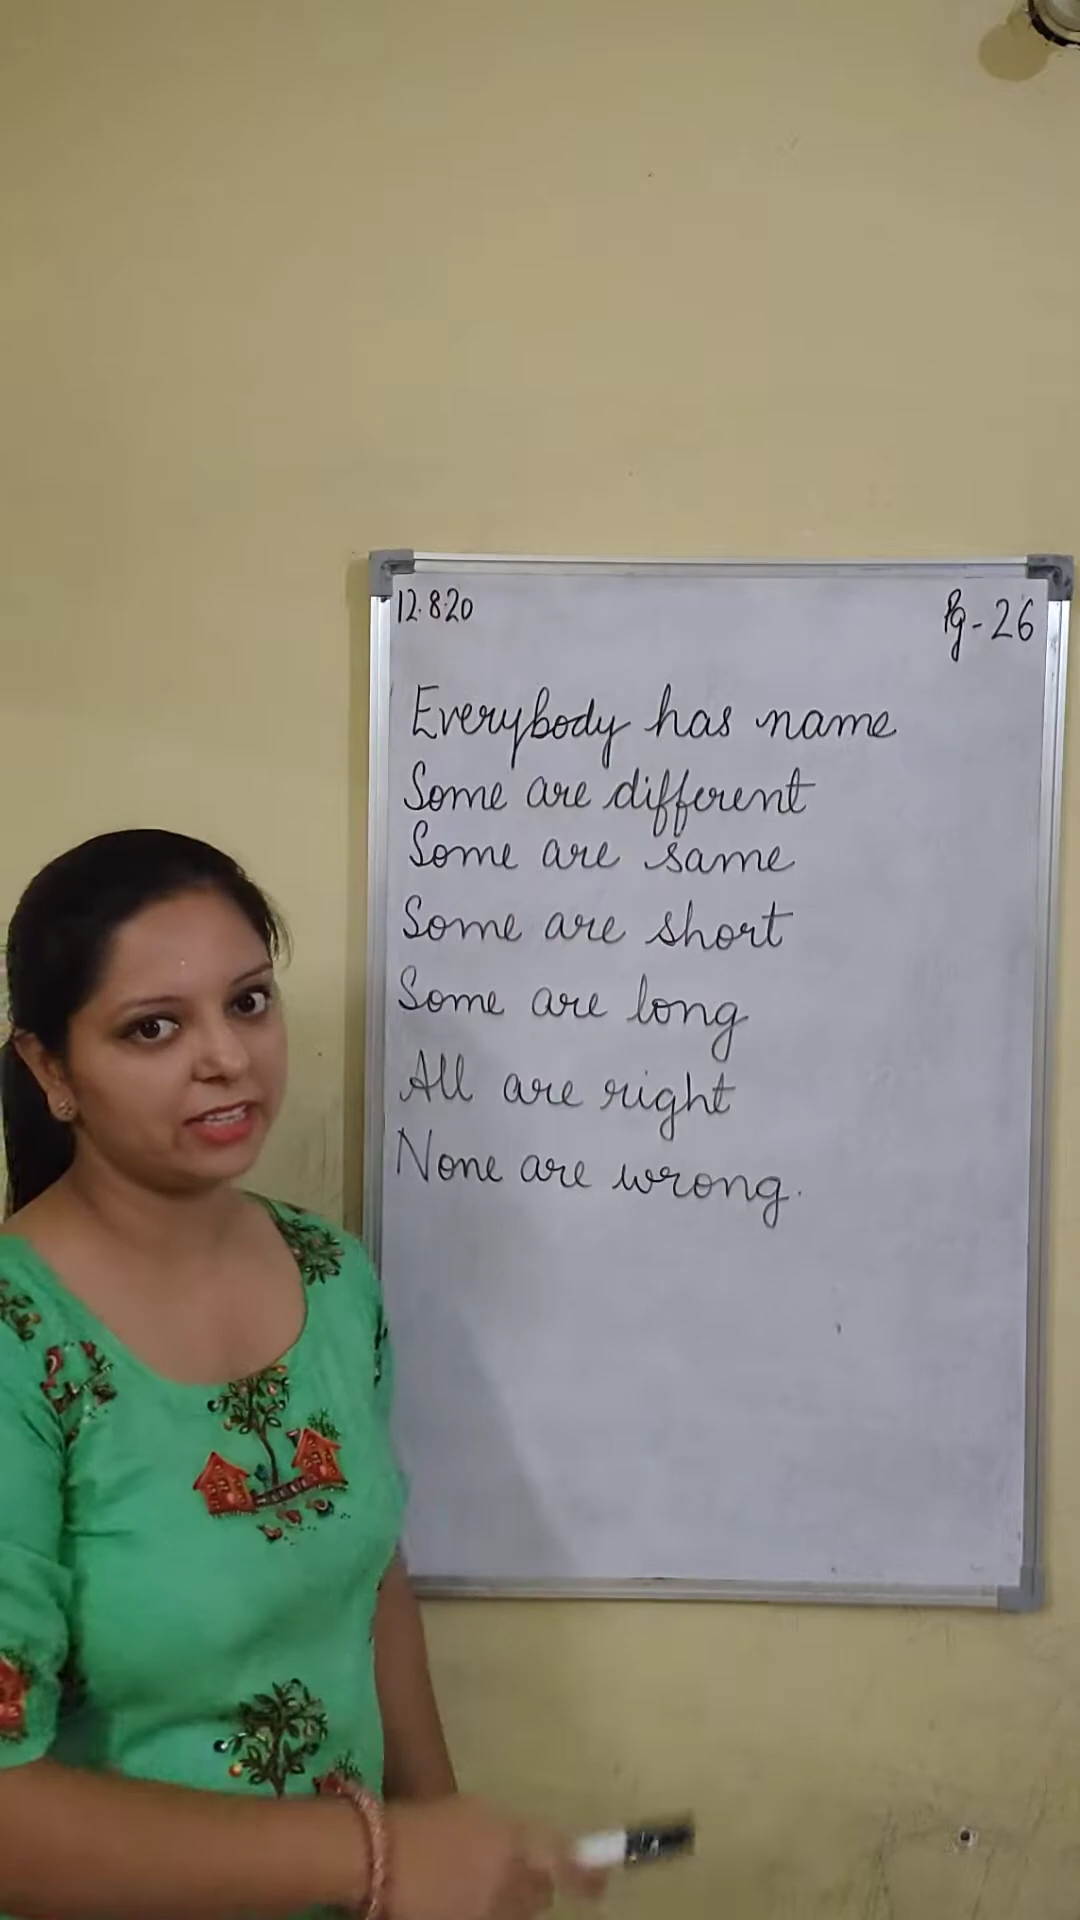 12.8.20
Pg-26
Everybody has name
Some are different
Some are same
Some are short
Some are long
All are right
None are wrong.